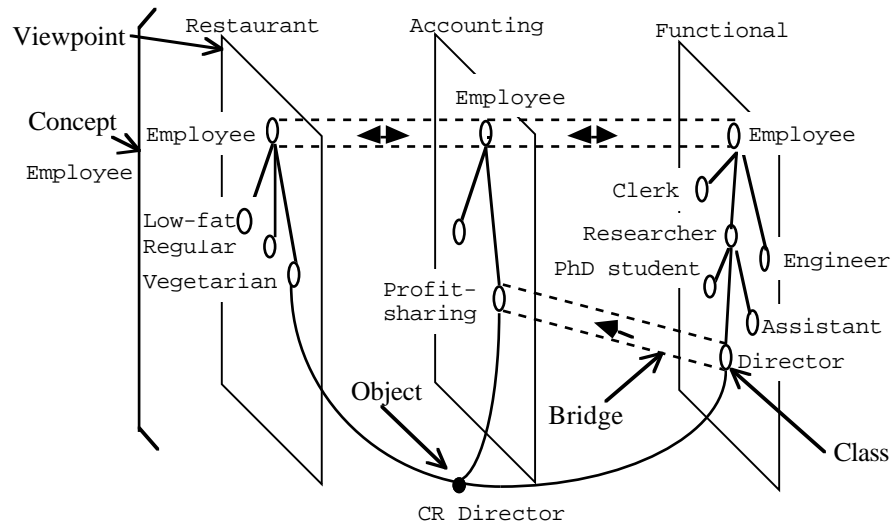 Restaurant
Accounting
Functional
Viewpoint
Concept
Employee
Employee
Employee
Employee
Clerk
Low-fat
Regular
Vegetarian
Researcher
PhD student
Engineer
Profit-
sharing
Assistant
Director
Object
Bridge
Class
CR Director